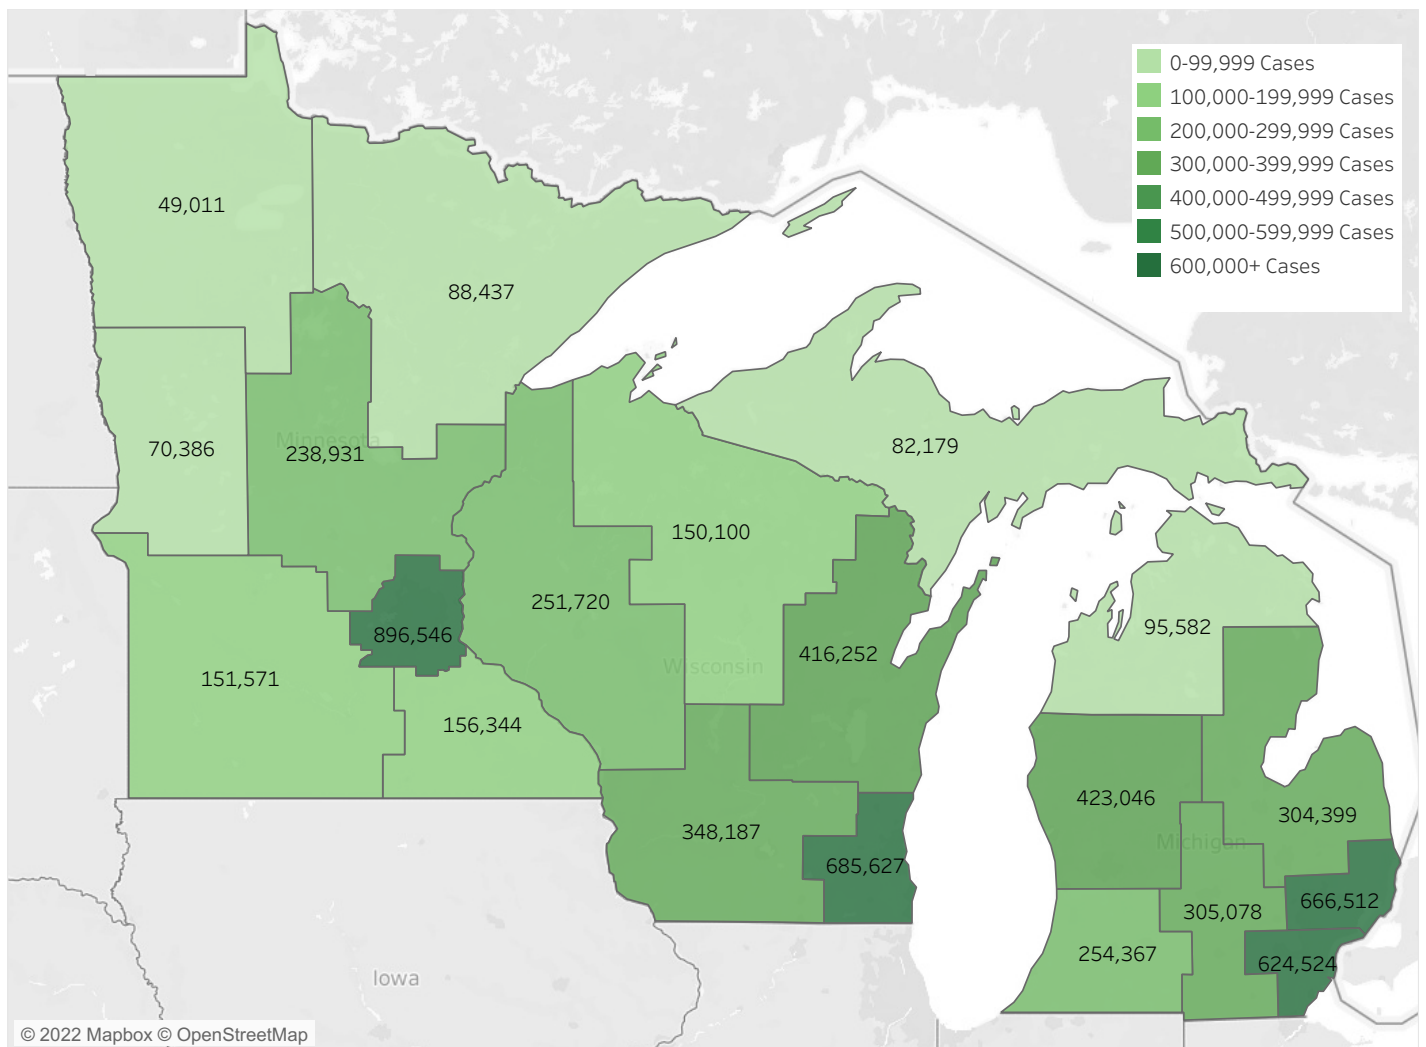 0-99,999 Cases
100,000-199,999 Cases
200,000-299,999 Cases
300,000-399,999 Cases
400,000-499,999 Cases
500,000-599,999 Cases
600,000+ Cases
49,011
88,437
70,386
Minnesota
238,931
82,179
150,100
251,720
95,582
896,546
416,252
Wisconsin
151,571
156,344
423,046
304,399
348,187
Michigan
685,627
666,512
305,078
254,367
624,524
Iowa
© 2022 Mapbox © OpenStreetMap